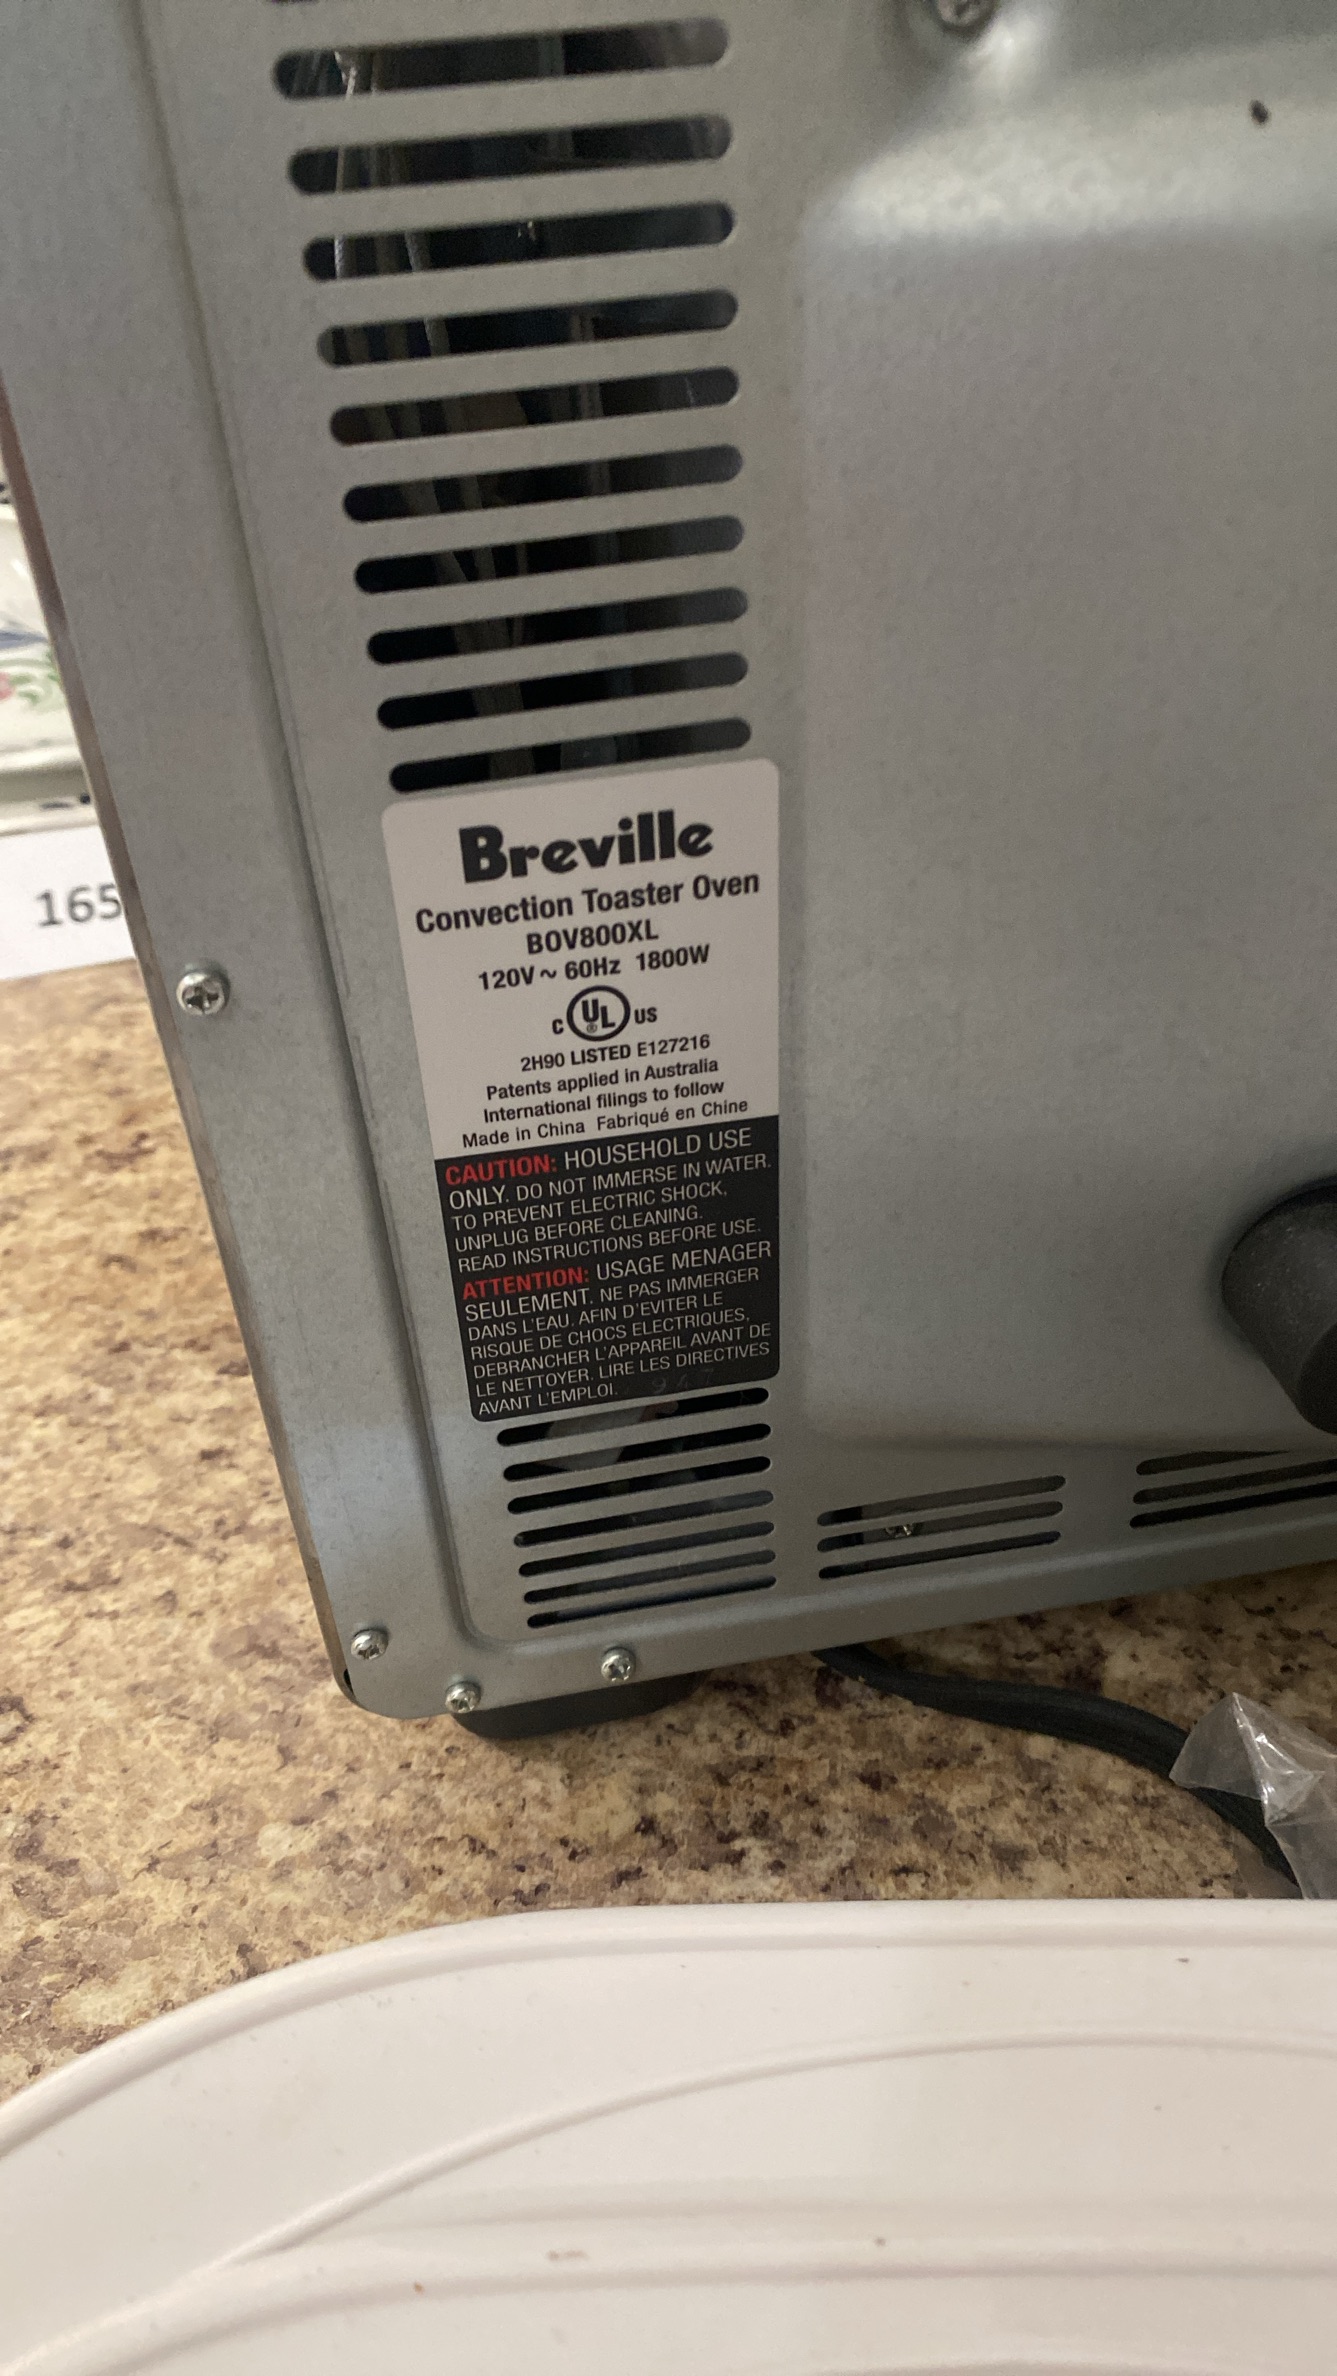 165
Breville
Convection Toaster Oven
BOV800XL
120V ~ 60Hz 1800W
C UL ® US
2H90 LISTED E127216
Patents applied in Australia
International filings to follow
Made in China Fabriqué en Chine
CAUTION: HOUSEHOLD USE
ONLY. DO NOT IMMERSE IN WATER.
TO PREVENT ELECTRIC SHOCK,
UNPLUG BEFORE CLEANING.
READ INSTRUCTIONS BEFORE USE.
ATTENTION: USAGE MENAGER
SEULEMENT. NE PAS IMMERGER
DANS L'EAU. AFIN D'EVITER LE
RISQUE DE CHOCS ELECTRIQUES,
DEBRANCHER L'APPAREIL AVANT DE
LE NETTOYER. LIRE LES DIRECTIVES
AVANT L'EMPLOI.